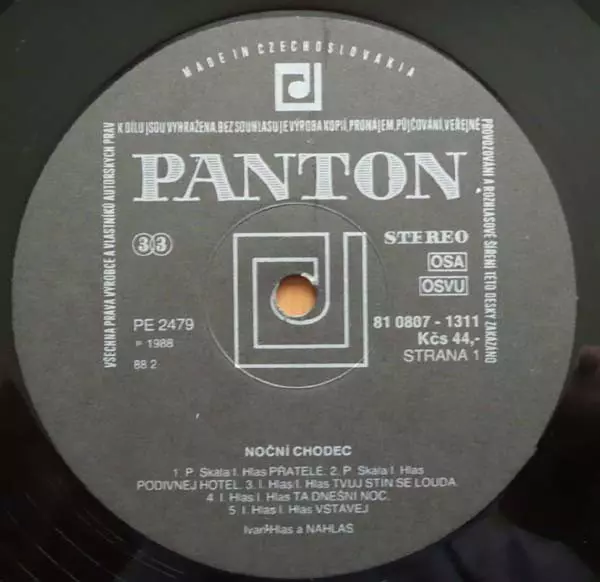 MADE IN CZECHOSLOVAKIA
VŠECHNA PRÁVA VÝROBCE A VLASTNÍKŮ AUTORSKÝCH PRÁV
K DÍLU JSOU VYHRAŽENA. BEZ SOUHLASU JE VÝROBA KOPIÍ, PRONÁJEM, PŮJČOVÁNÍ, VEŘEJNÉ
PROVOZOVÁNÍ A ROZHLASOVÉ ŠÍŘENÍ TÉTO DESKY ZAKÁZÁNO
PANTON
33
STEREO
OSA
OSVU
PE 2479
℗ 1988
88 2
81 0807 - 1311
Kčs 44,-
STRANA 1
NOČNÍ CHODEC
1. P. Skala I. Hlas PŘÁTELÉ. 2. P. Skala I. Hlas
PODIVNEJ HOTEL. 3. I. Hlas I. Hlas TVUJ STÍN SE LOUDÁ.
4. I. Hlas I. Hlas TA DNEŠNÍ NOC.
5. I. Hlas I. Hlas VSTÁVEJ
Ivan Hlas a NAHLAS